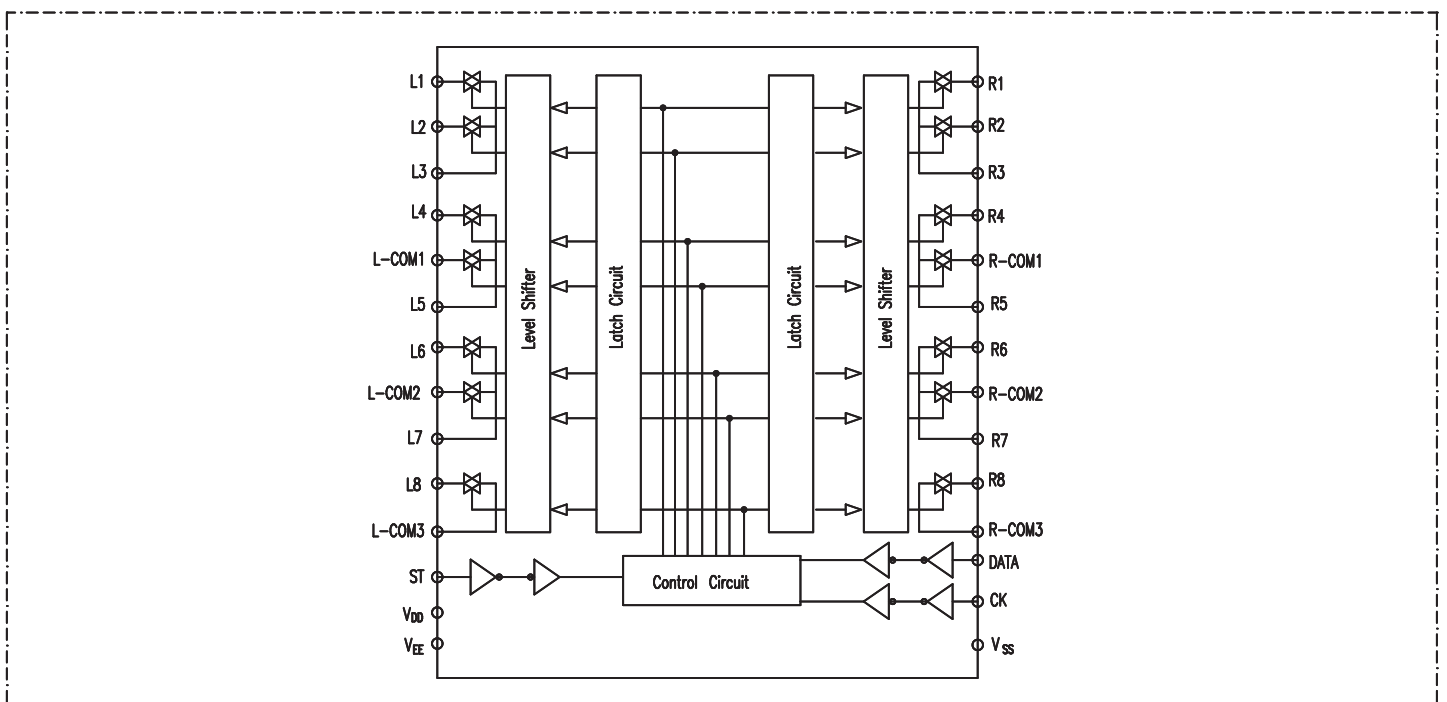 L1
L2
L3
L4
L-COM1
L5
L6
L-COM2
L7
L8
L-COM3
ST
VDD
VEE
Level Shifter
Latch Circuit
Latch Circuit
Level Shifter
Control Circuit
R1
R2
R3
R4
R-COM1
R5
R6
R-COM2
R7
R8
R-COM3
DATA
CK
VSS